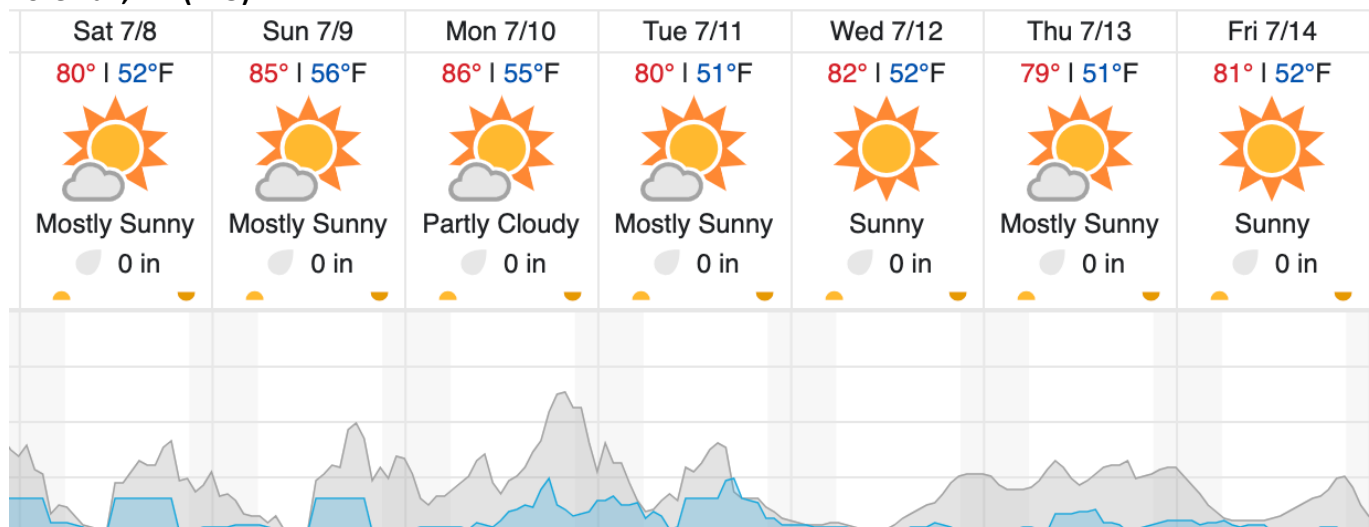 Sat 7/8 Sun 7/9 Mon 7/10 Tue 7/11 Wed 7/12 Thu 7/13 Fri 7/14
80° | 52°F 85° | 56°F 86° | 55°F 80° | 51°F 82° | 52°F 79° | 51°F 81° | 52°F
Mostly Sunny Mostly Sunny Partly Cloudy Mostly Sunny Sunny Mostly Sunny Sunny
0 in 0 in 0 in 0 in 0 in 0 in 0 in